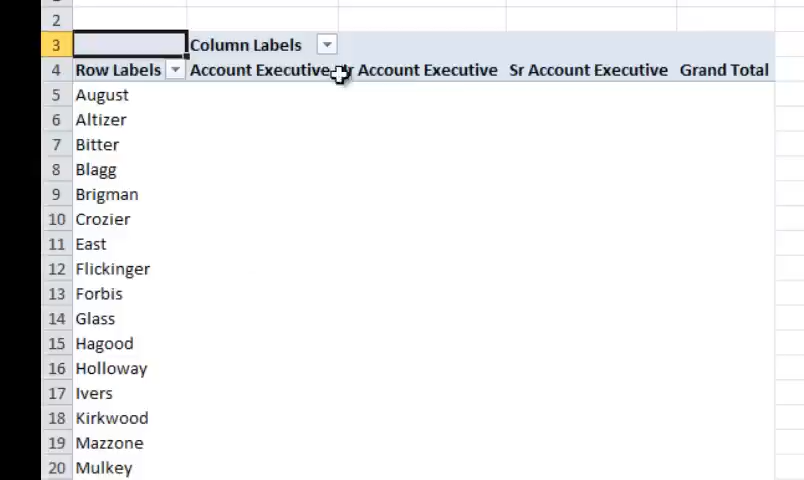 2
3 Column Labels
4 Row Labels Account Executive Account Executive Sr Account Executive Grand Total
5 August
6 Altizer
7 Bitter
8 Blagg
9 Brigman
10 Crozier
11 East
12 Flickinger
13 Forbis
14 Glass
15 Hagood
16 Holloway
17 Ivers
18 Kirkwood
19 Mazzone
20 Mulkey